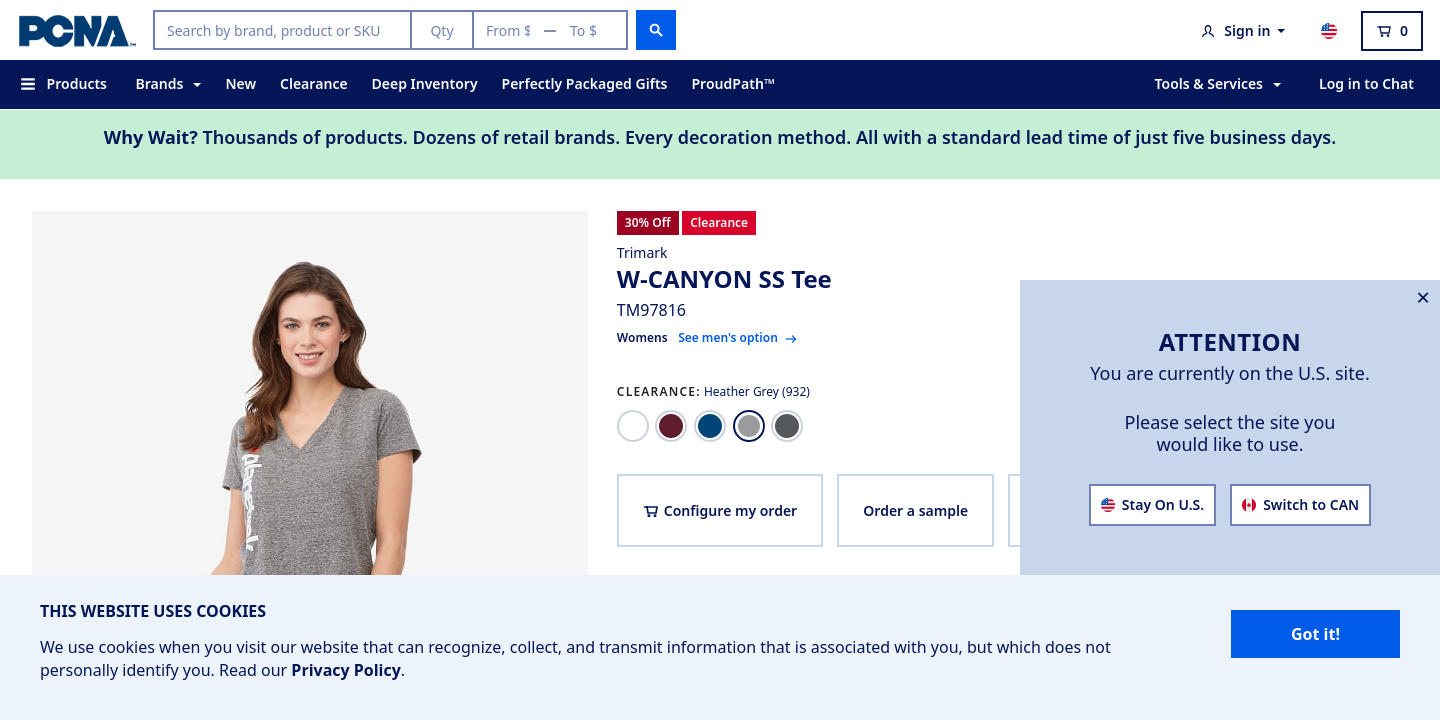 PCNA™
Search by brand, product or SKU
Qty
From $ — To $
Sign in
0
Products
Brands
New
Clearance
Deep Inventory
Perfectly Packaged Gifts
ProudPath™
Tools & Services
Log in to Chat
Why Wait? Thousands of products. Dozens of retail brands. Every decoration method. All with a standard lead time of just five business days.
30% Off
Clearance
Trimark
W-CANYON SS Tee
TM97816
Womens
See men's option →
CLEARANCE: Heather Grey (932)
Configure my order
Order a sample
ATTENTION
You are currently on the U.S. site.
Please select the site you
would like to use.
Stay On U.S.
Switch to CAN
THIS WEBSITE USES COOKIES
We use cookies when you visit our website that can recognize, collect, and transmit information that is associated with you, but which does not
personally identify you. Read our Privacy Policy.
Got it!